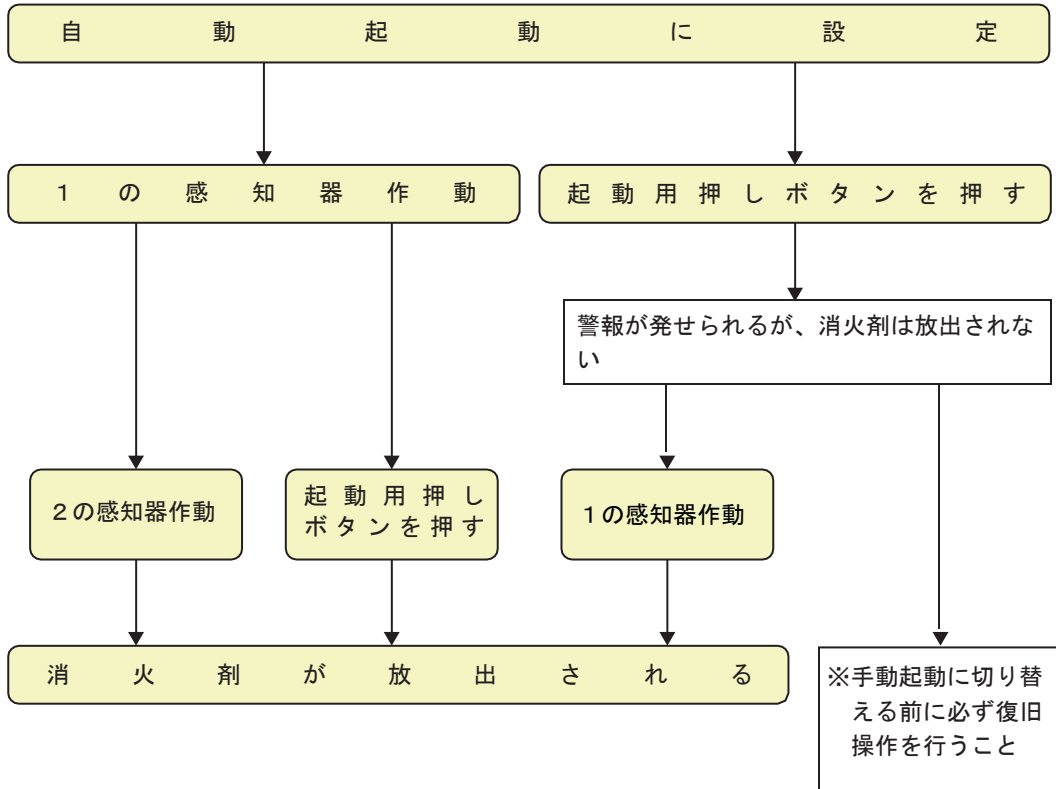 自動起動に設定
１の感知器作動
起動用押しボタンを押す
警報が発せられるが、消火剤は放出されな
い
２の感知器作動
起動用押し
ボタンを押す
１の感知器作動
消火剤が放出される
※手動起動に切り替
える前に必ず復旧
操作を行うこと